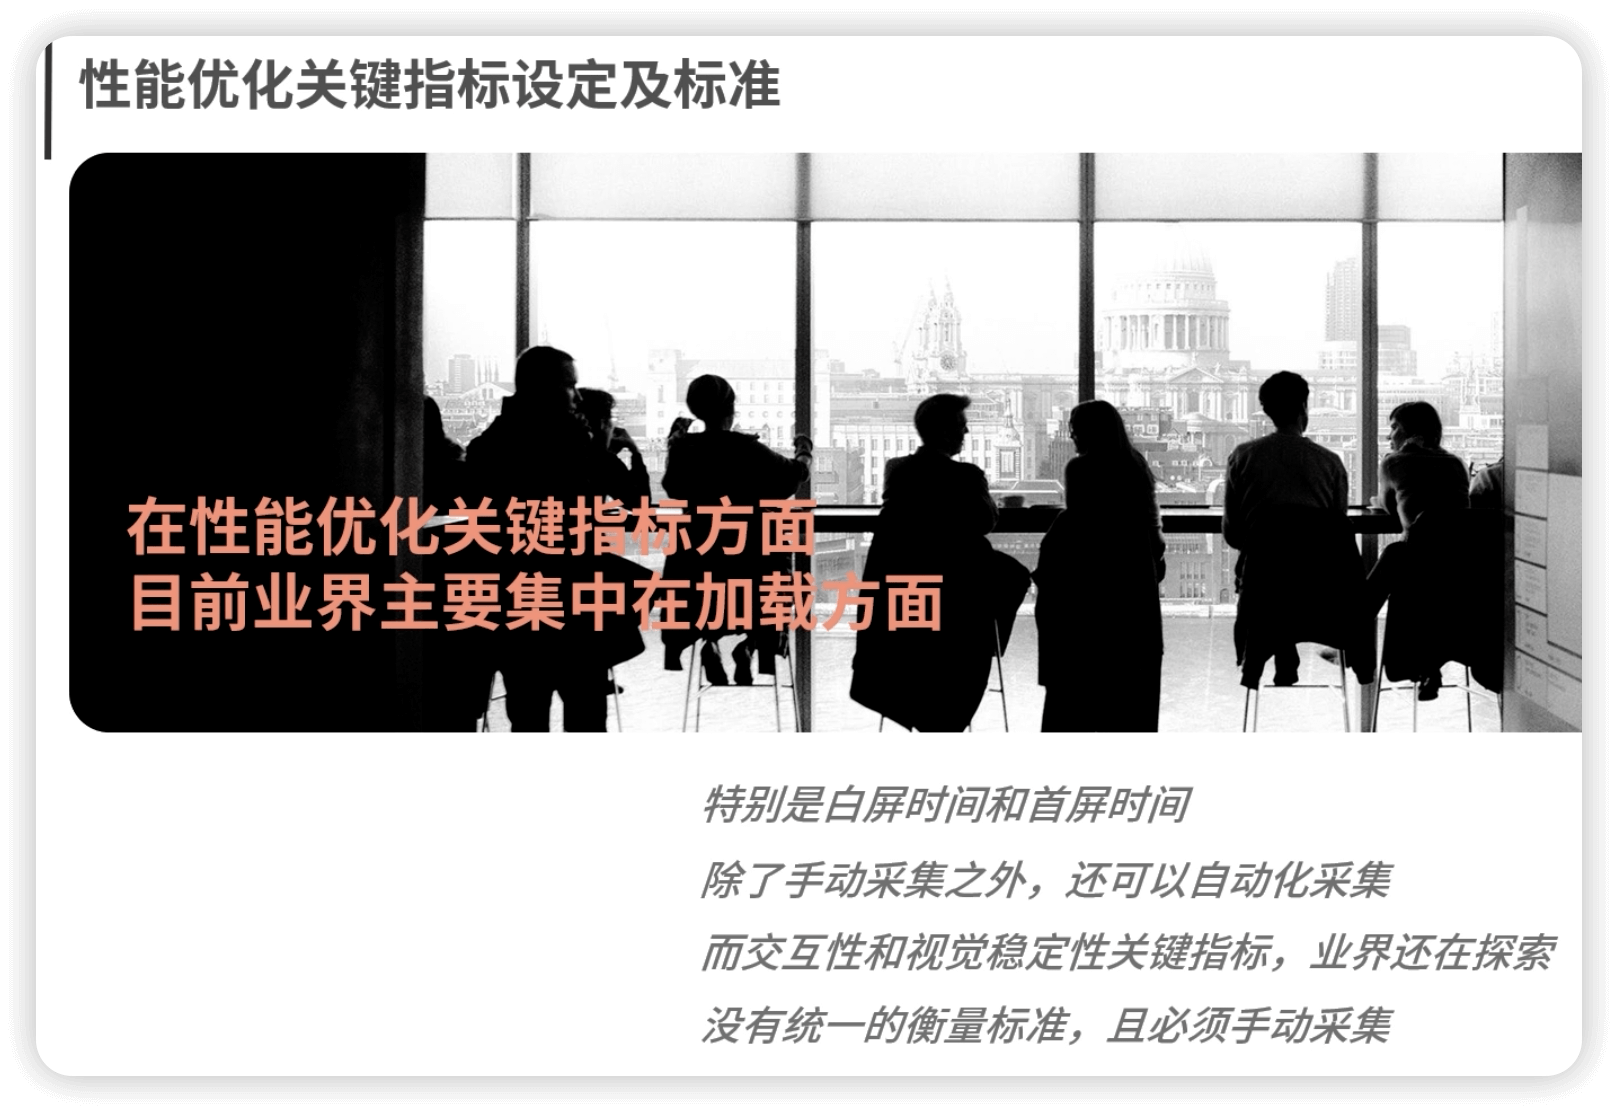 性能优化关键指标设定及标准
在性能优化关键指标方面
目前业界主要集中在加载方面
特别是白屏时间和首屏时间
除了手动采集之外，还可以自动化采集
而交互性和视觉稳定性关键指标，业界还在探索
没有统一的衡量标准，且必须手动采集